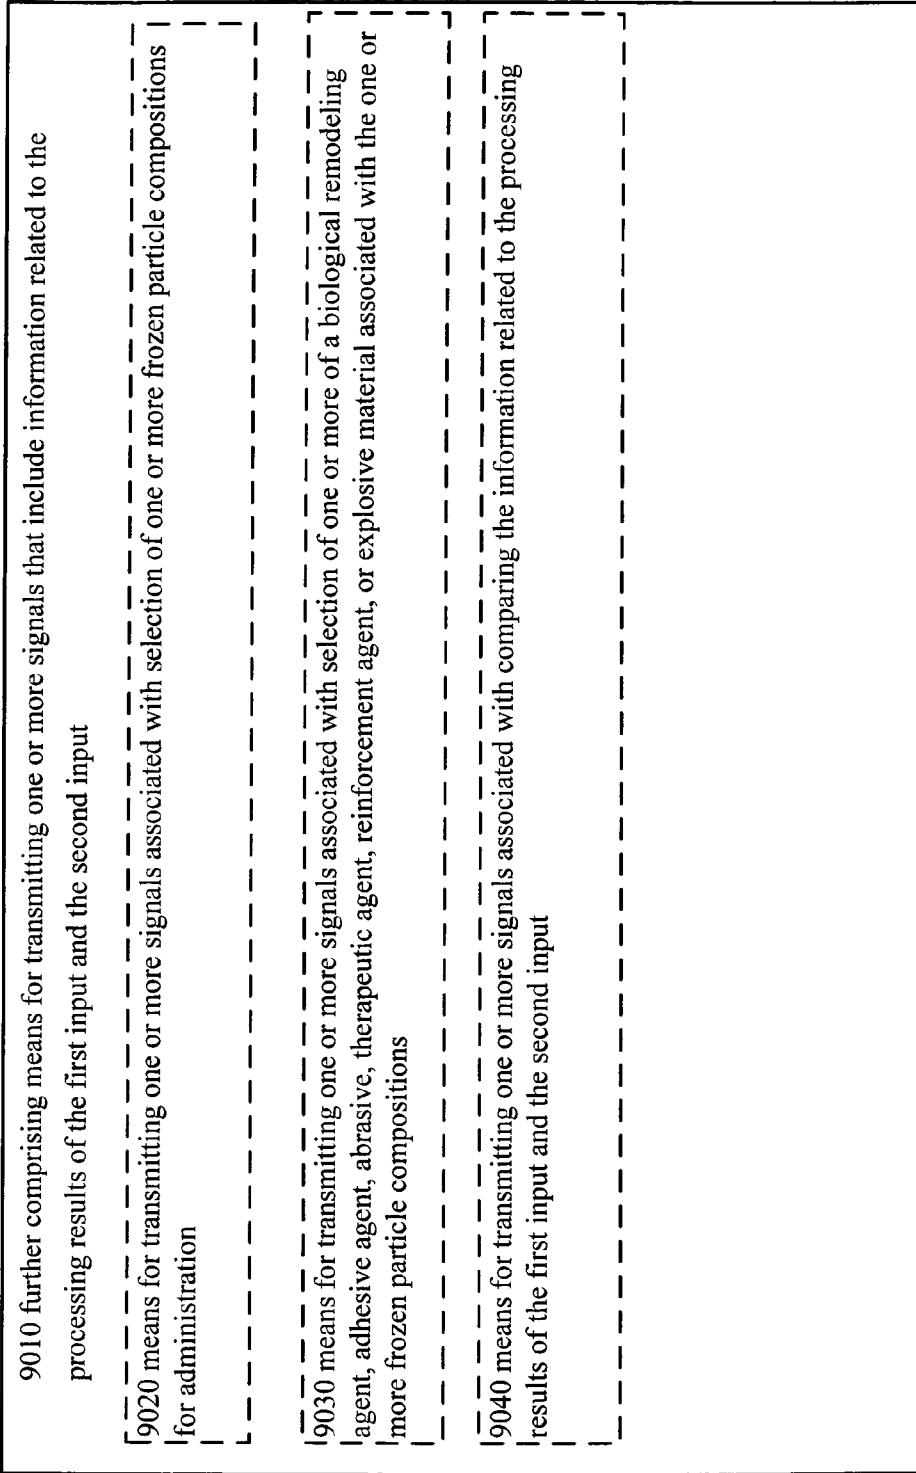 9010 further comprising means for transmitting one or more signals that include information related to the
processing results of the first input and the second input
9020 means for transmitting one or more signals associated with selection of one or more frozen particle compositions
for administration
9030 means for transmitting one or more signals associated with selection of one or more of a biological remodeling
agent, adhesive agent, abrasive, therapeutic agent, reinforcement agent, or explosive material associated with the one or
more frozen particle compositions
9040 means for transmitting one or more signals associated with comparing the information related to the processing
results of the first input and the second input